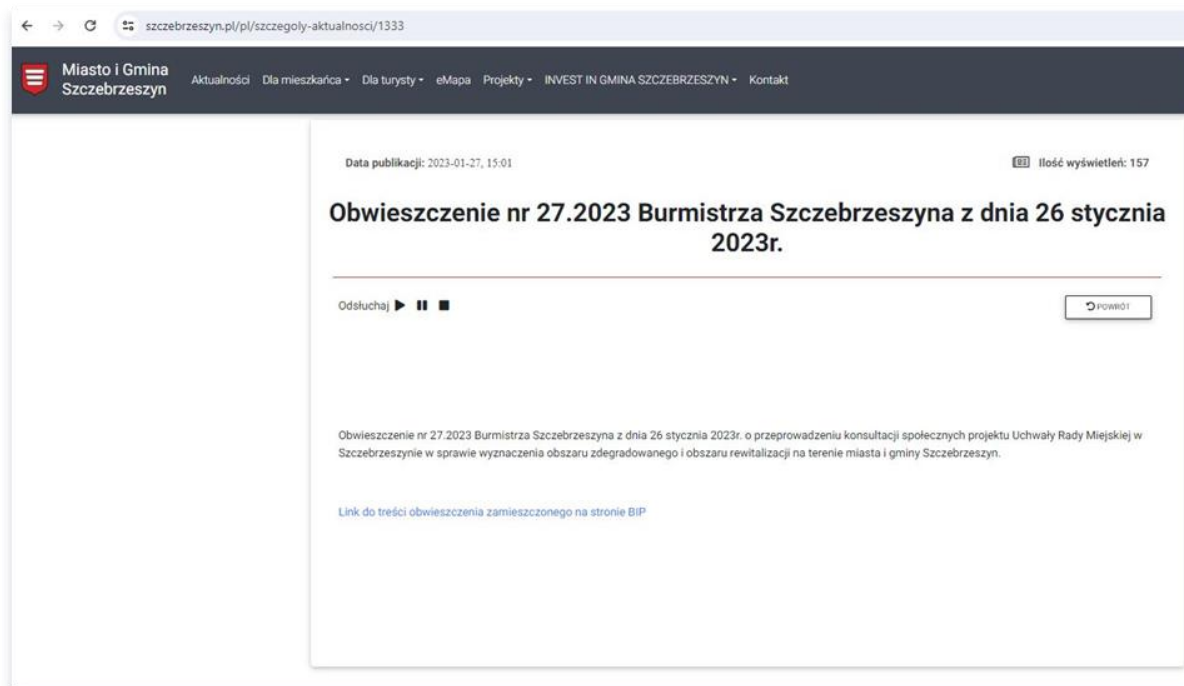 szczebrzeszyn.pl/pl/szczegoly-aktualnosci/1333
Miasto i Gmina
Szczebrzeszyn
Aktualności Dla mieszkańca Dla turysty eMapa Projekty INVEST IN GMINA SZCZEBRZESZYN Kontakt
Data publikacji: 2023-01-27, 15:01 Ilość wyświetleń: 157
Obwieszczenie nr 27.2023 Burmistrza Szczebrzeszyna z dnia 26 stycznia
2023r.
Odsłuchaj POWRÓT
Obwieszczenie nr 27.2023 Burmistrza Szczebrzeszyna z dnia 26 stycznia 2023r. o przeprowadzeniu konsultacji społecznych projektu Uchwały Rady Miejskiej w
Szczebrzeszynie w sprawie wyznaczenia obszaru zdegradowanego i obszaru rewitalizacji na terenie miasta i gminy Szczebrzeszyn.
Link do treści obwieszczenia zamieszczonego na stronie BIP